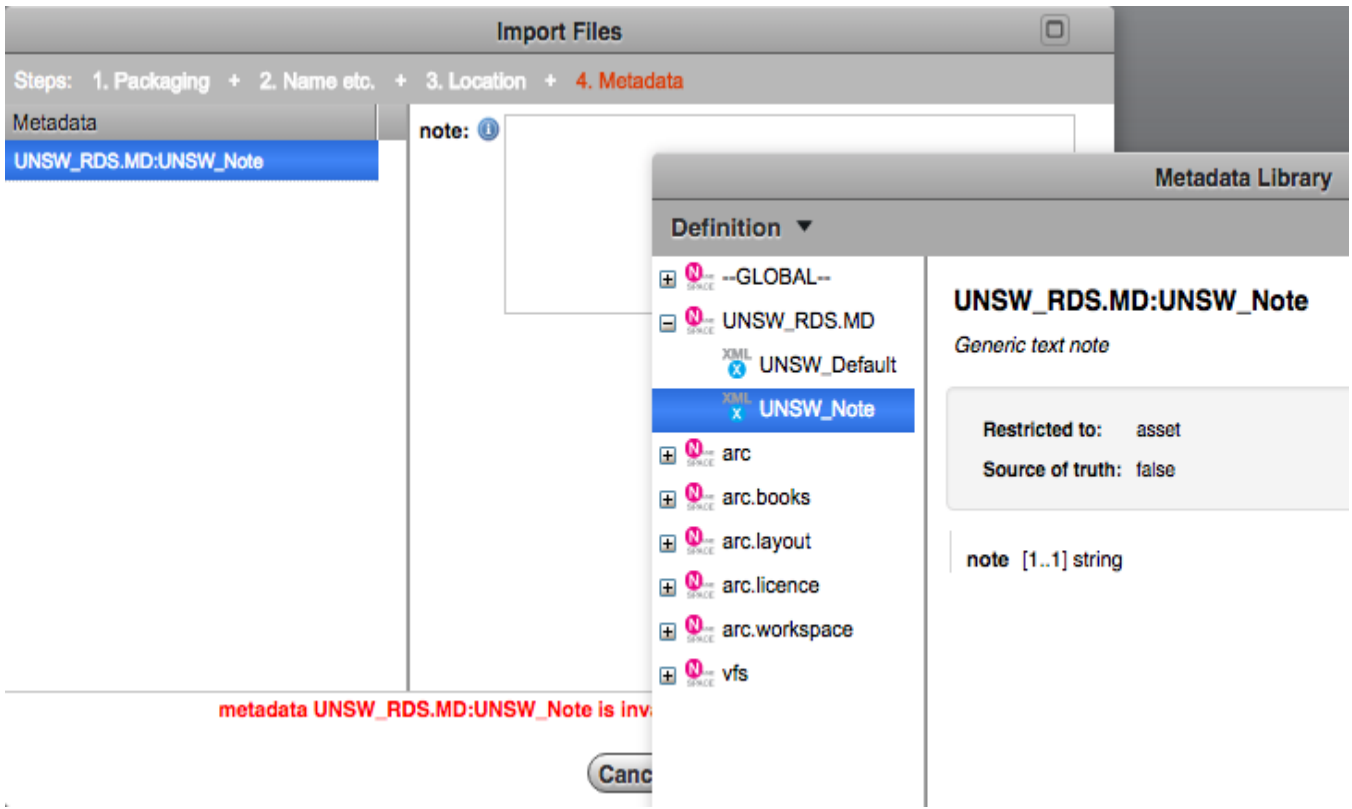 Import Files
Steps: 1. Packaging + 2. Name etc. + 3. Location + 4. Metadata
Metadata
UNSW_RDS.MD:UNSW_Note
note:
metadata UNSW_RDS.MD:UNSW_Note is inva
Canc
Metadata Library
Definition
--GLOBAL--
UNSW_RDS.MD
UNSW_Default
UNSW_Note
arc
arc.books
arc.layout
arc.licence
arc.workspace
vfs
UNSW_RDS.MD:UNSW_Note
Generic text note
Restricted to: asset
Source of truth: false
note [1..1] string